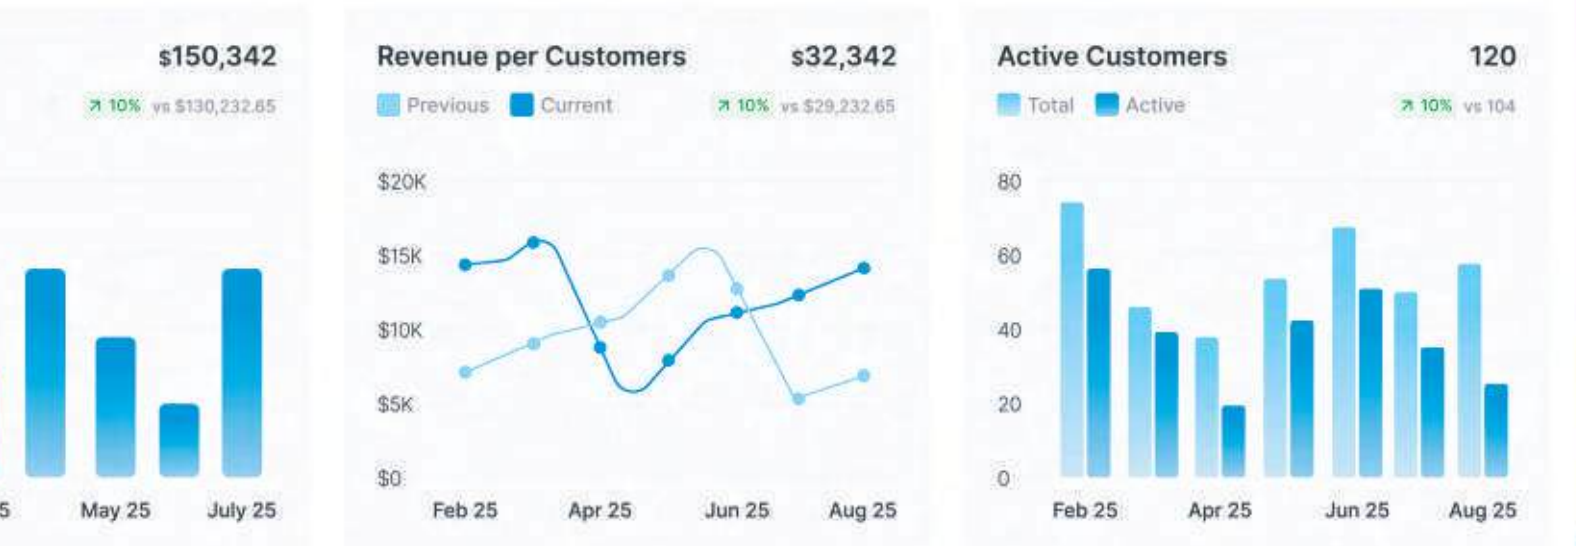 $150,342
10% vs $130,232.65
5 May 25 July 25
Revenue per Customers $32,342
Previous Current 10% vs $29,232.65
$20K
$15K
$10K
$5K
$0
Feb 25 Apr 25 Jun 25 Aug 25
Active Customers 120
Total Active 10% vs 104
80
60
40
20
0
Feb 25 Apr 25 Jun 25 Aug 25